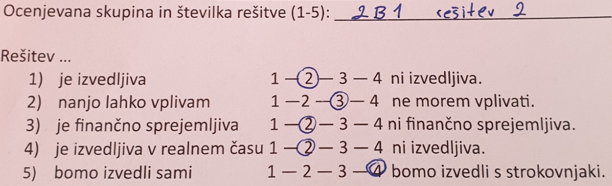 Ocenjevana skupina in številka rešitve (1-5): 2B1 rešitev 2
Rešitev ...
1) je izvedljiva 1 – 2 – 3 – 4 ni izvedljiva.
2) nanjo lahko vplivam 1 – 2 – 3 – 4 ne morem vplivati.
3) je finančno sprejemljiva 1 – 2 – 3 – 4 ni finančno sprejemljiva.
4) je izvedljiva v realnem času 1 – 2 – 3 – 4 ni izvedljiva.
5) bomo izvedli sami 1 – 2 – 3 – 4 bomo izvedli s strokovnjaki.